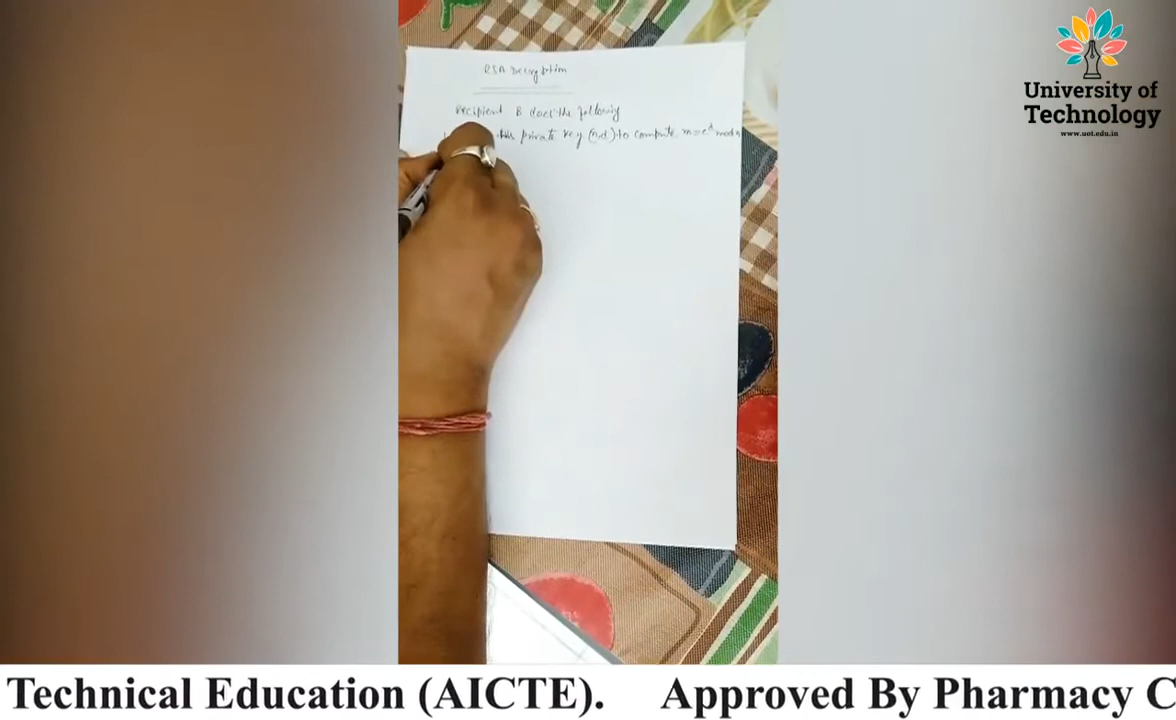 RSA Decryption
Recipient B does the following
his private key (n,d) to compute m=c^d mod n
University of
Technology
www.uot.edu.in
Technical Education (AICTE). Approved By Pharmacy C